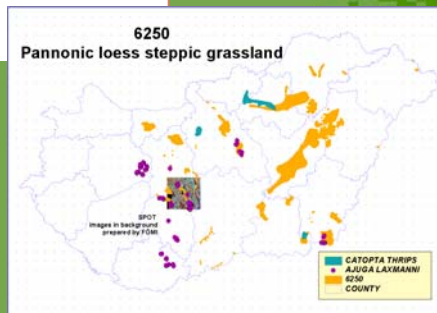 6250
Pannonic loess steppic grassland
SPOT
images in background
prepared by FÖMI
CATOPTA THRIPS
AJUGA LAXMANNI
6250
COUNTY